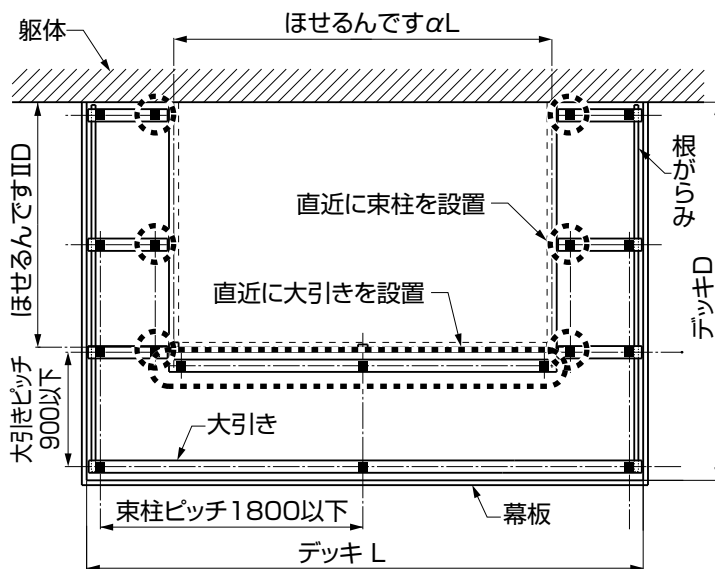 躯体
ほせるんですαL
ほせるんですⅡD
根がらみ
直近に束柱を設置
直近に大引きを設置
デッキD
大引きピッチ
900以下
大引き
束柱ピッチ1800以下
幕板
デッキ L